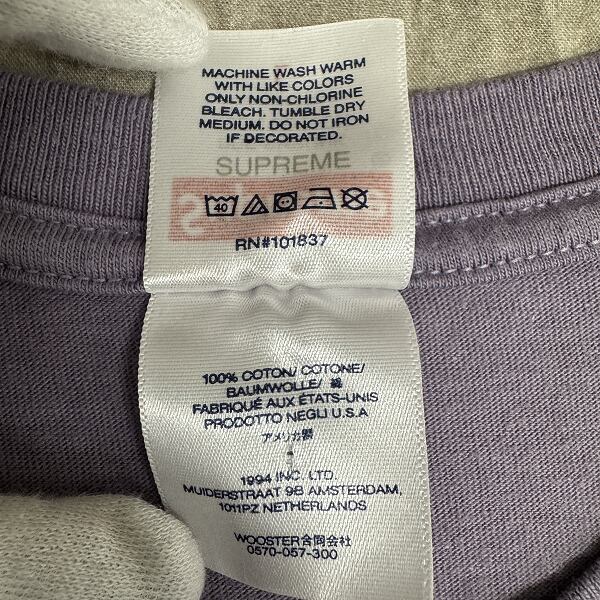 MACHINE WASH WARM
WITH LIKE COLORS
ONLY NON-CHLORINE
BLEACH. TUMBLE DRY
MEDIUM. DO NOT IRON
IF DECORATED.
SUPREME
40
RN#101837
100% COTON/ COTONE/
BAUMWOLLE/ 綿
FABRIQUÉ AUX ÉTATS-UNIS
PRODOTTO NEGLI U.S.A
アメリカ製
-
1994 INC. LTD.
MUIDERSTRAAT 9B AMSTERDAM,
1011PZ NETHERLANDS
WOOSTER合同会社
0570-057-300